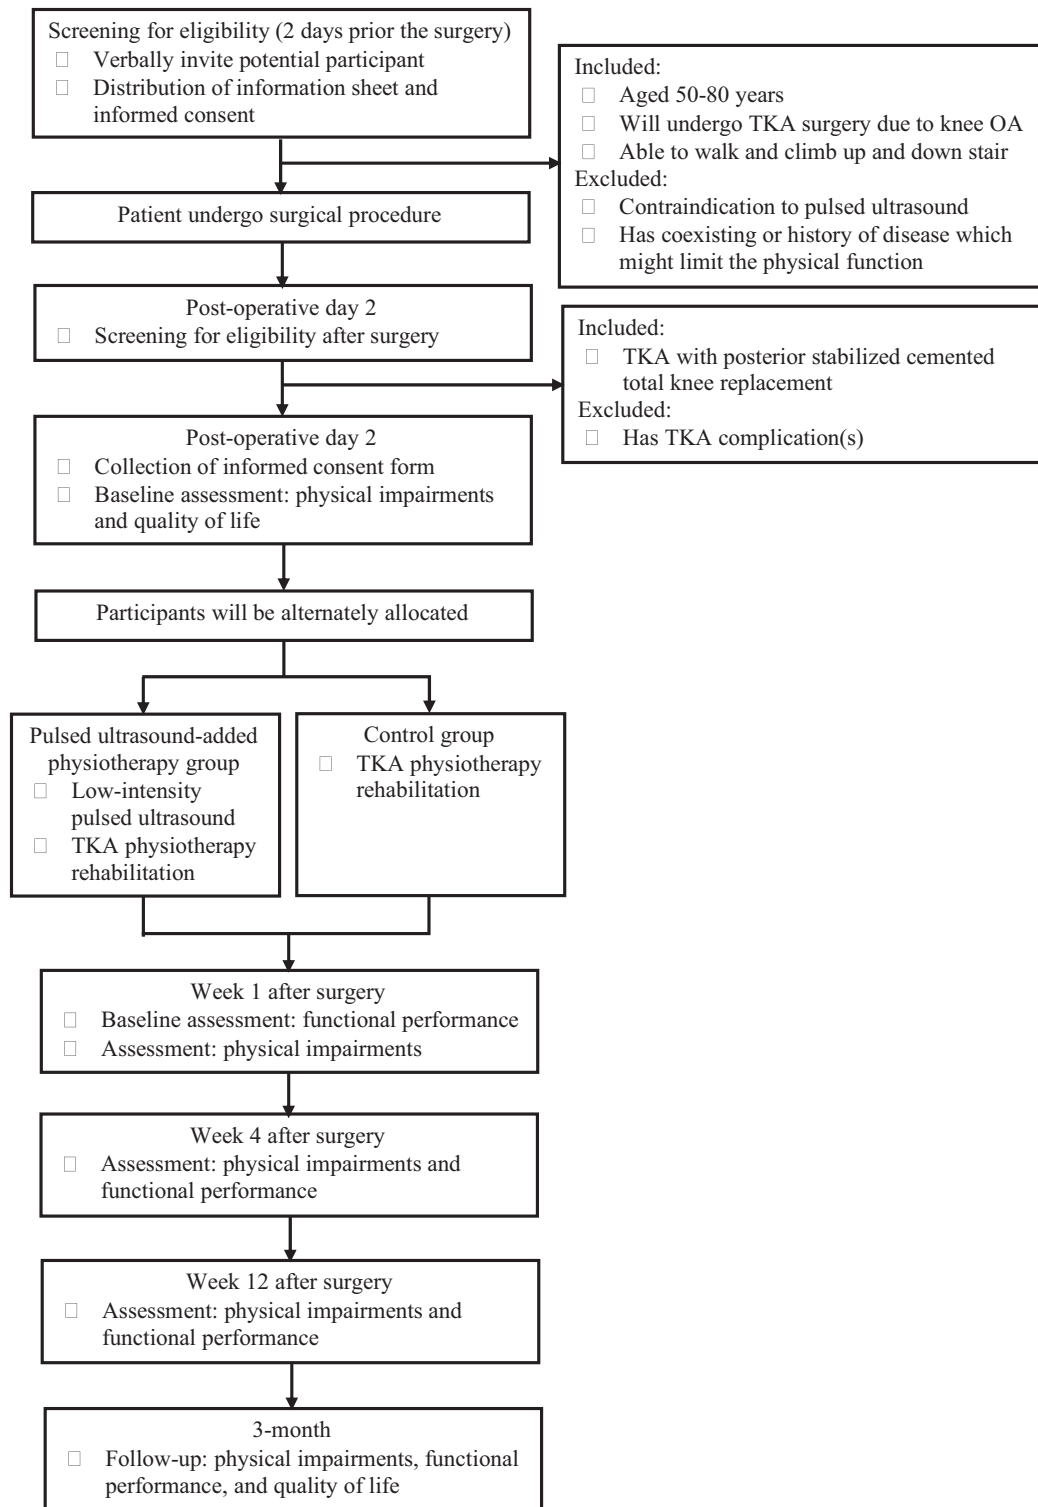 Screening for eligibility (2 days prior the surgery)
Verbally invite potential participant
Distribution of information sheet and
informed consent
Included:
Aged 50-80 years
Will undergo TKA surgery due to knee OA
Able to walk and climb up and down stair
Excluded:
Contraindication to pulsed ultrasound
Has coexisting or history of disease which
might limit the physical function
Patient undergo surgical procedure
Post-operative day 2
Screening for eligibility after surgery
Included:
TKA with posterior stabilized cemented
total knee replacement
Excluded:
Has TKA complication(s)
Post-operative day 2
Collection of informed consent form
Baseline assessment: physical impairments
and quality of life
Participants will be alternately allocated
Pulsed ultrasound-added
physiotherapy group
Low-intensity
pulsed ultrasound
TKA physiotherapy
rehabilitation
Control group
TKA physiotherapy
rehabilitation
Week 1 after surgery
Baseline assessment: functional performance
Assessment: physical impairments
Week 4 after surgery
Assessment: physical impairments and
functional performance
Week 12 after surgery
Assessment: physical impairments and
functional performance
3-month
Follow-up: physical impairments, functional
performance, and quality of life